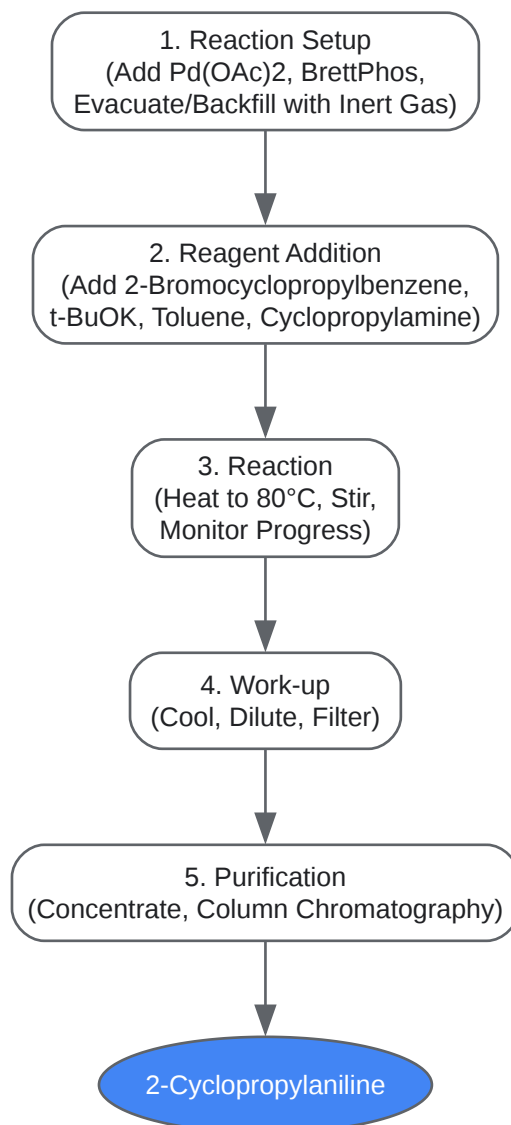 1. Reaction Setup
(Add Pd(OAc)2, BrettPhos,
Evacuate/Backfill with Inert Gas)
2. Reagent Addition
(Add 2-Bromocyclopropylbenzene,
t-BuOK, Toluene, Cyclopropylamine)
3. Reaction
(Heat to 80°C, Stir,
Monitor Progress)
4. Work-up
(Cool, Dilute, Filter)
5. Purification
(Concentrate, Column Chromatography)
2-Cyclopropylaniline